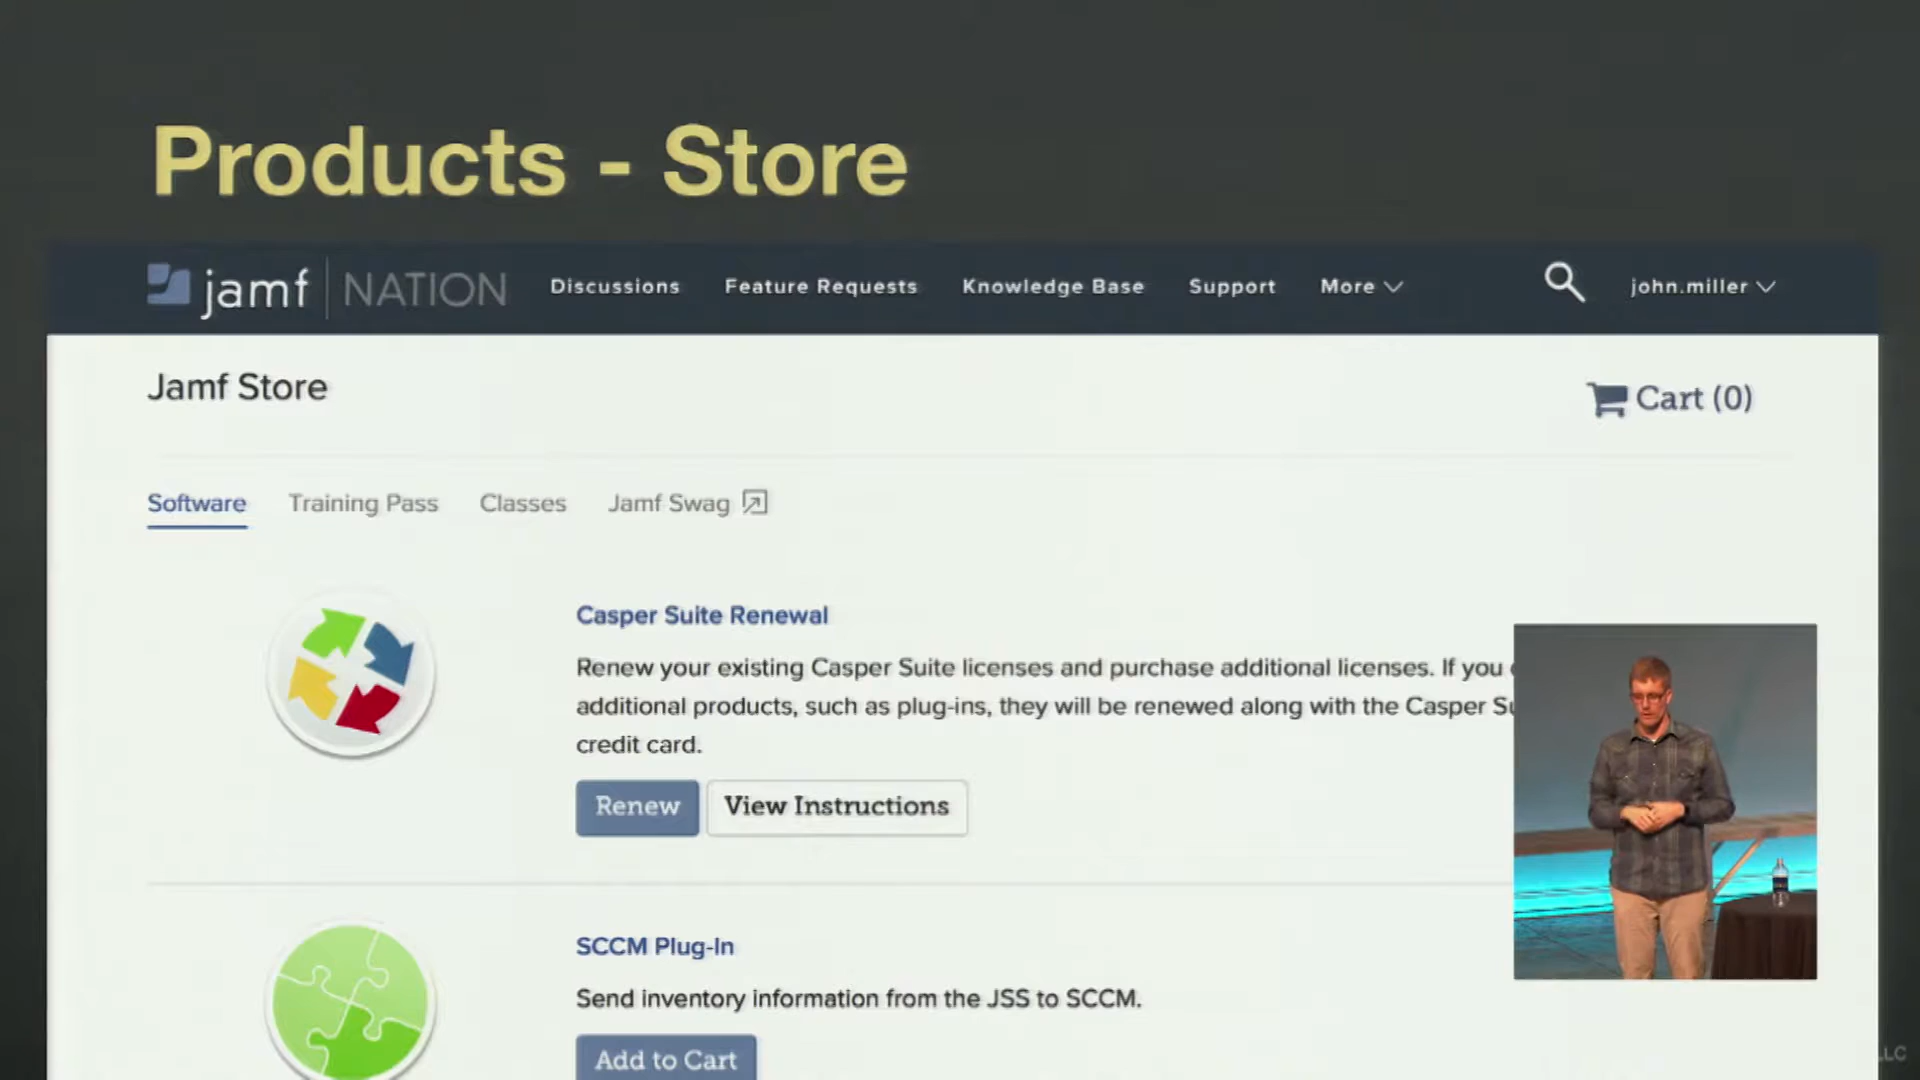 Products - Store
jamf NATION Discussions Feature Requests Knowledge Base Support More john.miller
Jamf Store
Cart (0)
Software Training Pass Classes Jamf Swag
Casper Suite Renewal
Renew your existing Casper Suite licenses and purchase additional licenses. If you
additional products, such as plug-ins, they will be renewed along with the Casper
credit card.
Renew View Instructions
SCCM Plug-In
Send inventory information from the JSS to SCCM.
Add to Cart
LLC